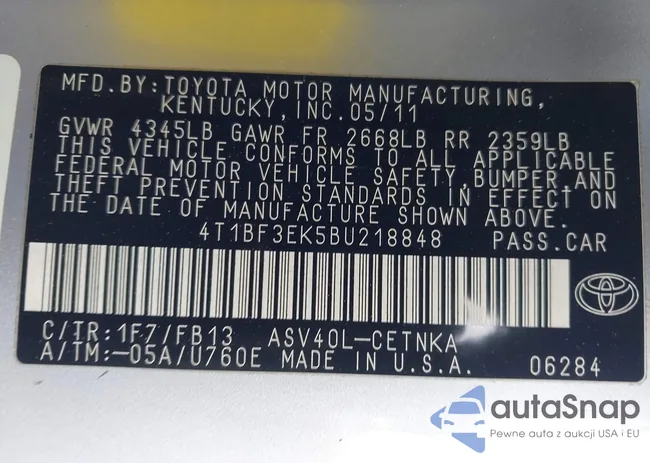 MFD.BY:TOYOTA MOTOR MANUFACTURING,
KENTUCKY,INC.05/11
GVWR 4345LB GAWR FR 2668LB RR 2359LB
THIS VEHICLE CONFORMS TO ALL APPLICABLE
FEDERAL MOTOR VEHICLE SAFETY,BUMPER,AND
THEFT PREVENTION STANDARDS IN EFFECT ON
THE DATE OF MANUFACTURE SHOWN ABOVE.
4T1BF3EK5BU218848 PASS.CAR
C/TR:1F7/FB13 ASV40L-CETNKA
A/TM:-05A/U760E MADE IN U.S.A. 06284
autoSnap
Pewne auta z aukcji USA i EU